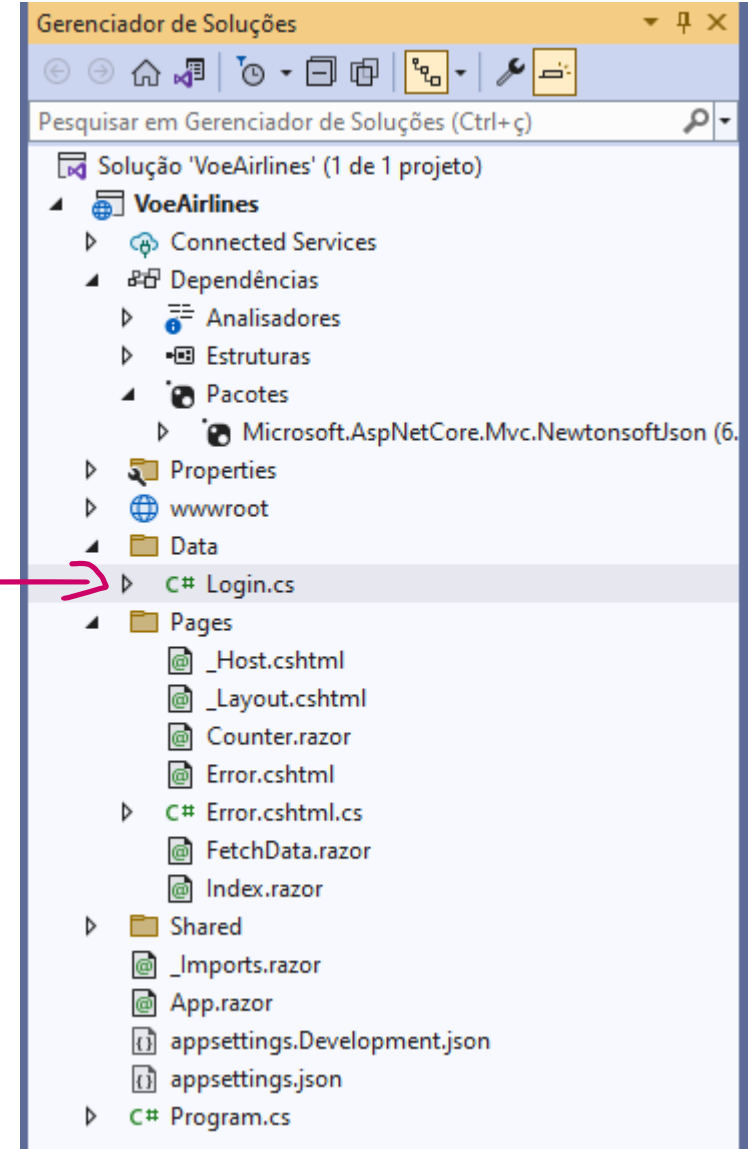 Gerenciador de Soluções
Pesquisar em Gerenciador de Soluções (Ctrl+ç)
Solução 'VoeAirlines' (1 de 1 projeto)
VoeAirlines
Connected Services
Dependências
Analisadores
Estruturas
Pacotes
Microsoft.AspNetCore.Mvc.NewtonsoftJson (6.
Properties
wwwroot
Data
C# Login.cs
Pages
_Host.cshtml
_Layout.cshtml
Counter.razor
Error.cshtml
C# Error.cshtml.cs
FetchData.razor
Index.razor
Shared
_Imports.razor
App.razor
appsettings.Development.json
appsettings.json
C# Program.cs